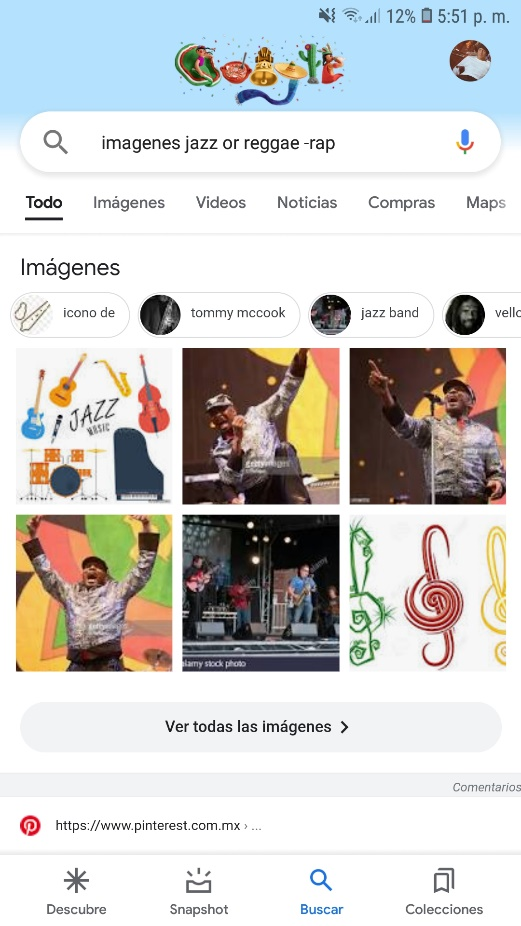 12% 5:51 p. m.
imagenes jazz or reggae -rap
Todo Imágenes Videos Noticias Compras Maps
Imágenes
icono de tommy mccook jazz band vello
JAZZ
MUSIC
gettyimages
gettyimages
alamy stock photo
Ver todas las imágenes
Comentarios
https://www.pinterest.com.mx › ...
Descubre Snapshot Buscar Colecciones